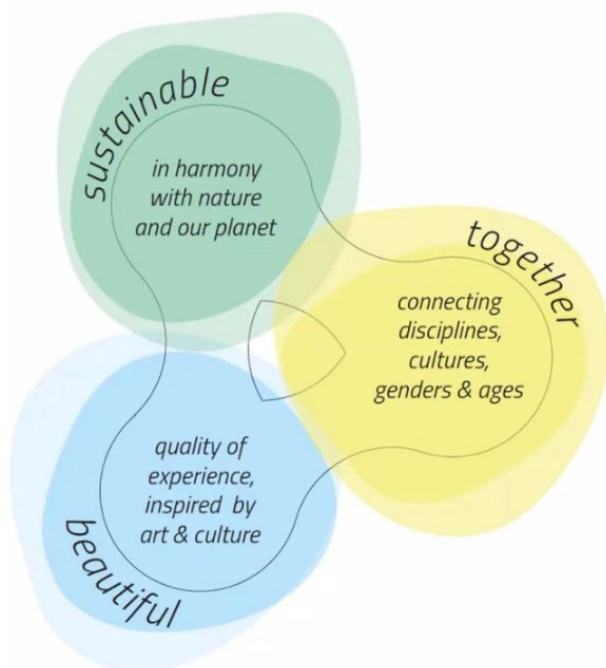 sustainable
in harmony
with nature
and our planet
together
connecting
disciplines,
cultures,
genders & ages
quality of
experience,
inspired by
art & culture
beautiful